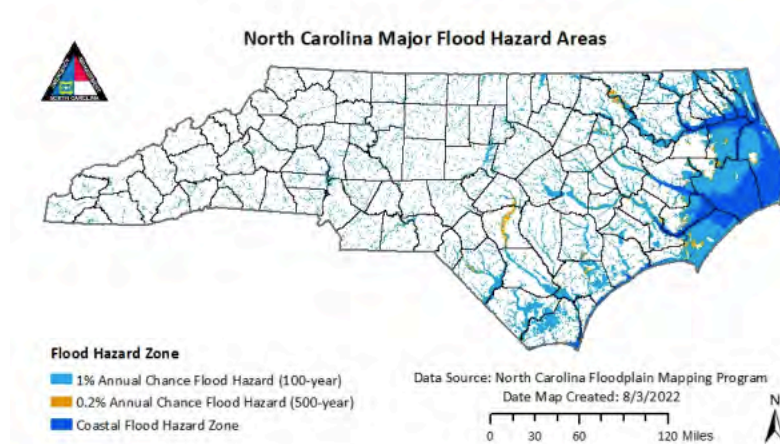 North Carolina Major Flood Hazard Areas
NORTH CAROLINA
Flood Hazard Zone
1% Annual Chance Flood Hazard (100-year)
0.2% Annual Chance Flood Hazard (500-year)
Coastal Flood Hazard Zone
Data Source: North Carolina Floodplain Mapping Program
Date Map Created: 8/3/2022
0 30 60 120 Miles
N